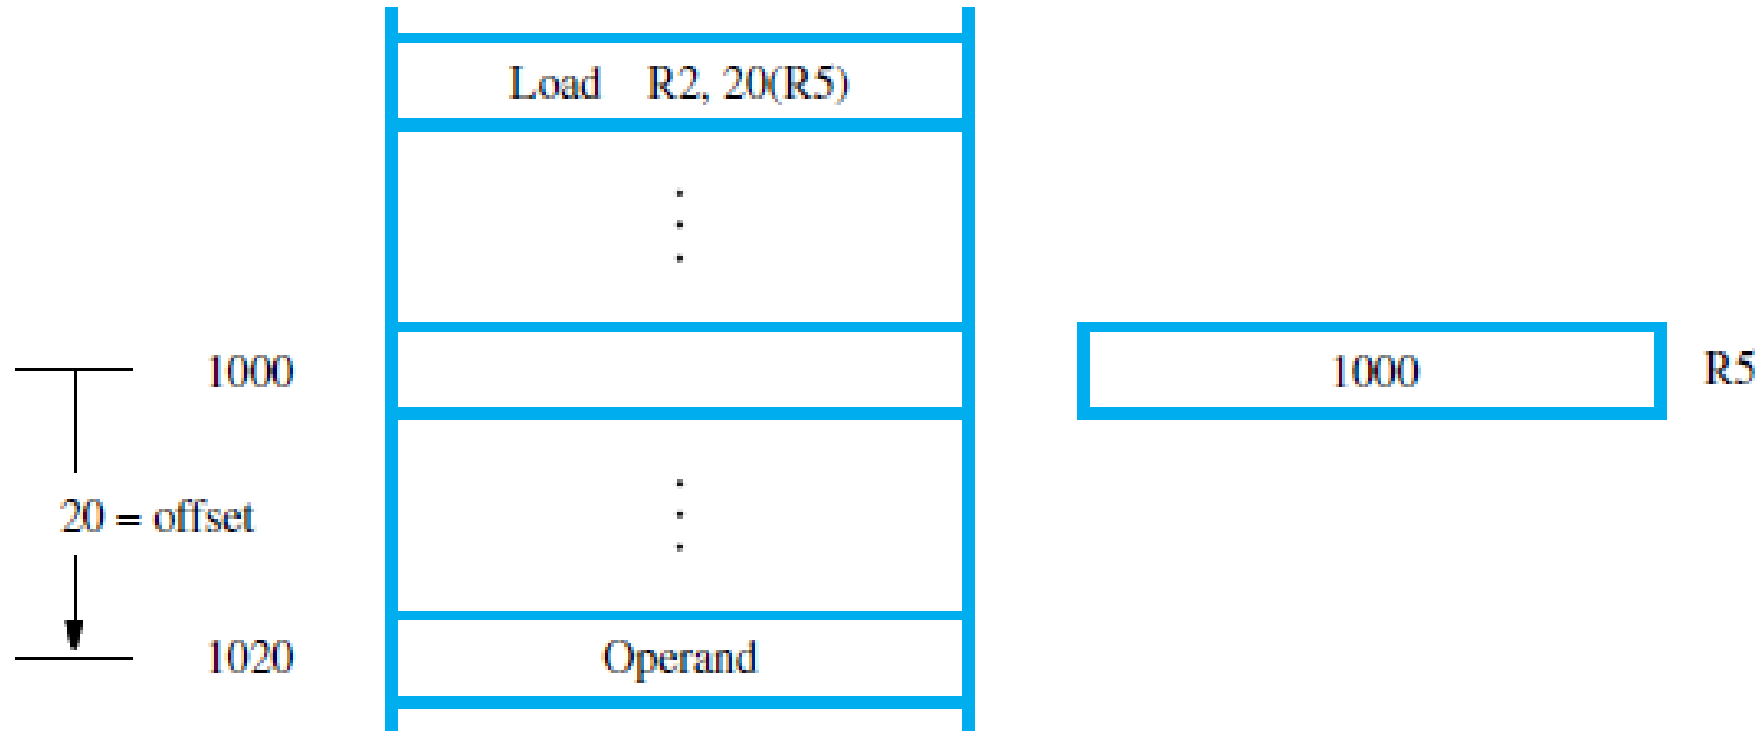 Load R2, 20(R5)
1000
1000
R5
20 = offset
1020
Operand